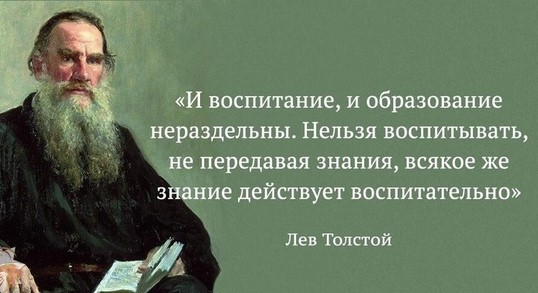 «И воспитание, и образование
нераздельны. Нельзя воспитывать,
не передавая знания, всякое же
знание действует воспитательно»
Лев Толстой